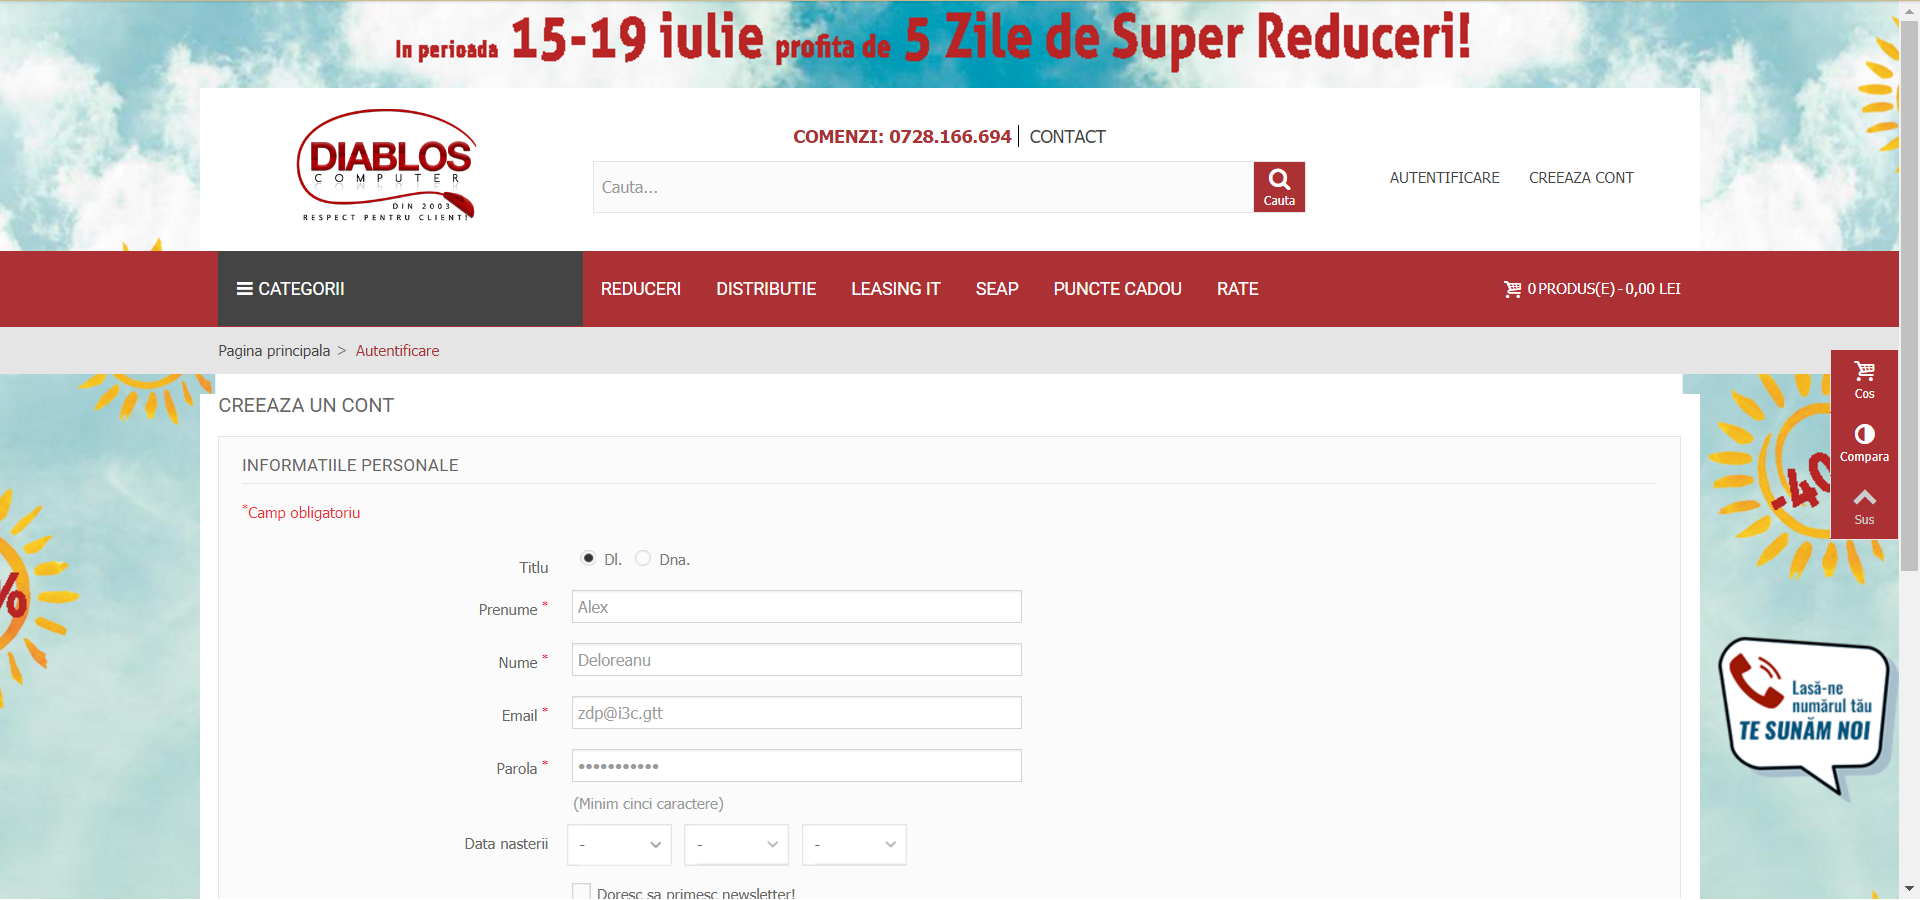 In perioada 15-19 iulie profita de 5 Zile de Super Reduceri!
DIABLOS
COMPUTER
DIN 2003
RESPECT PENTRU CLIENTI
COMENZI: 0728.166.694 | CONTACT
Cauta...
Cauta
AUTENTIFICARE CREEAZA CONT
CATEGORII
REDUCERI DISTRIBUTIE LEASING IT SEAP PUNCTE CADOU RATE
0 PRODUS(E) - 0,00 LEI
Pagina principala > Autentificare
Cos
Compara
Sus
CREEAZA UN CONT
INFORMATIILE PERSONALE
*Camp obligatoriu
Titlu Dl. Dna.
Prenume * Alex
Nume * Deloreanu
Email * zdp@i3c.gtt
Parola * •••••••••••
(Minim cinci caractere)
Data nasterii - - -
Doresc sa primesc newsletter!
-40
%
Lasă-ne
numărul tău
TE SUNĂM NOI